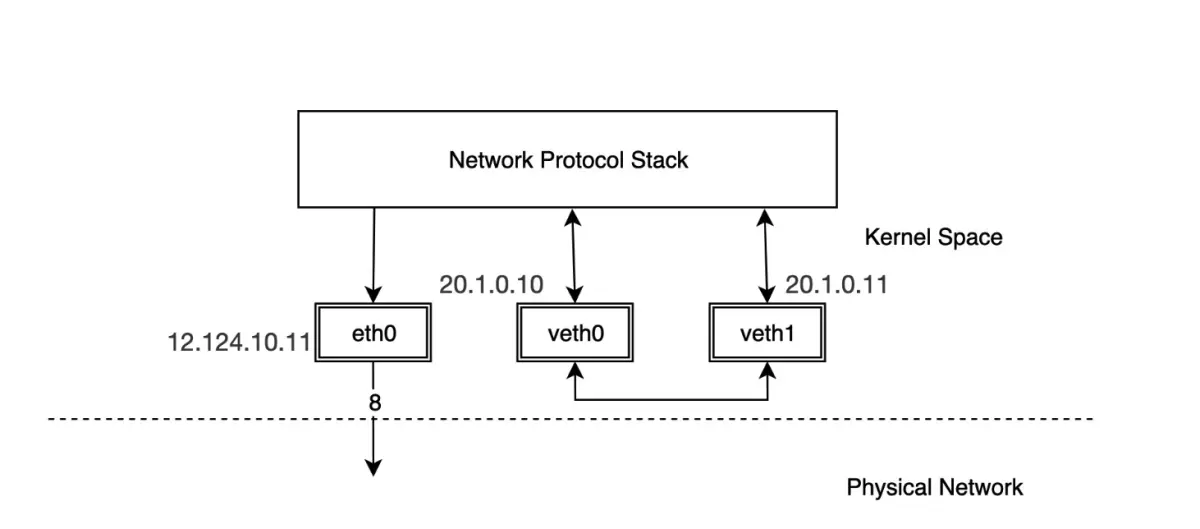 Network Protocol Stack
Kernel Space
20.1.0.10
20.1.0.11
12.124.10.11
eth0
veth0
veth1
8
Physical Network